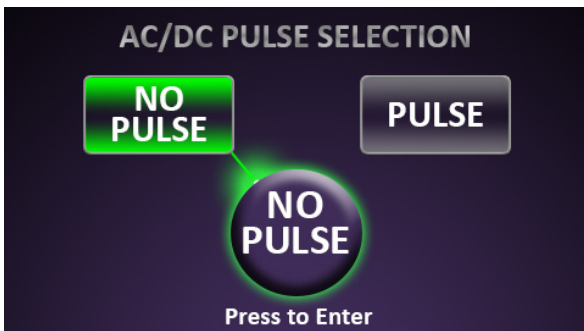 AC/DC PULSE SELECTION
NO
PULSE
PULSE
NO
PULSE
Press to Enter